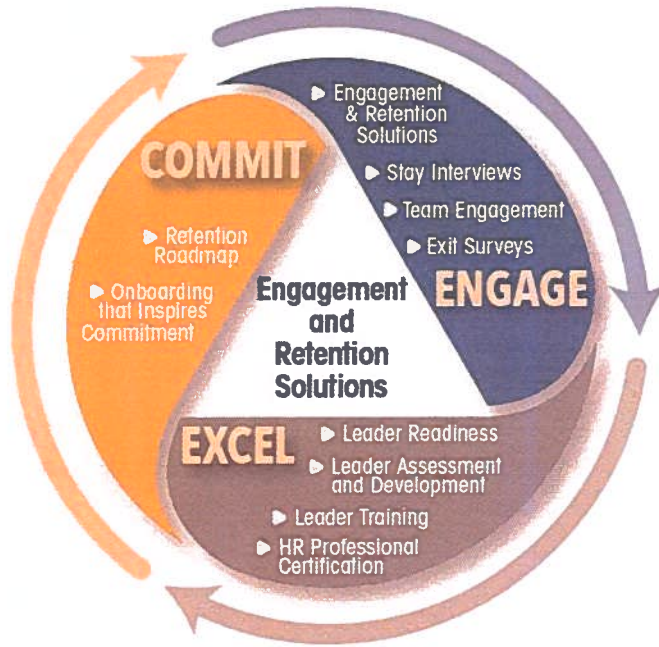 COMMIT
Retention
Roadmap
Onboarding
that Inspires
Commitment
Engagement
& Retention
Solutions
Stay Interviews
Team Engagement
Exit Surveys
ENGAGE
Engagement
and
Retention
Solutions
EXCEL
Leader Readiness
Leader Assessment
and Development
Leader Training
HR Professional
Certification